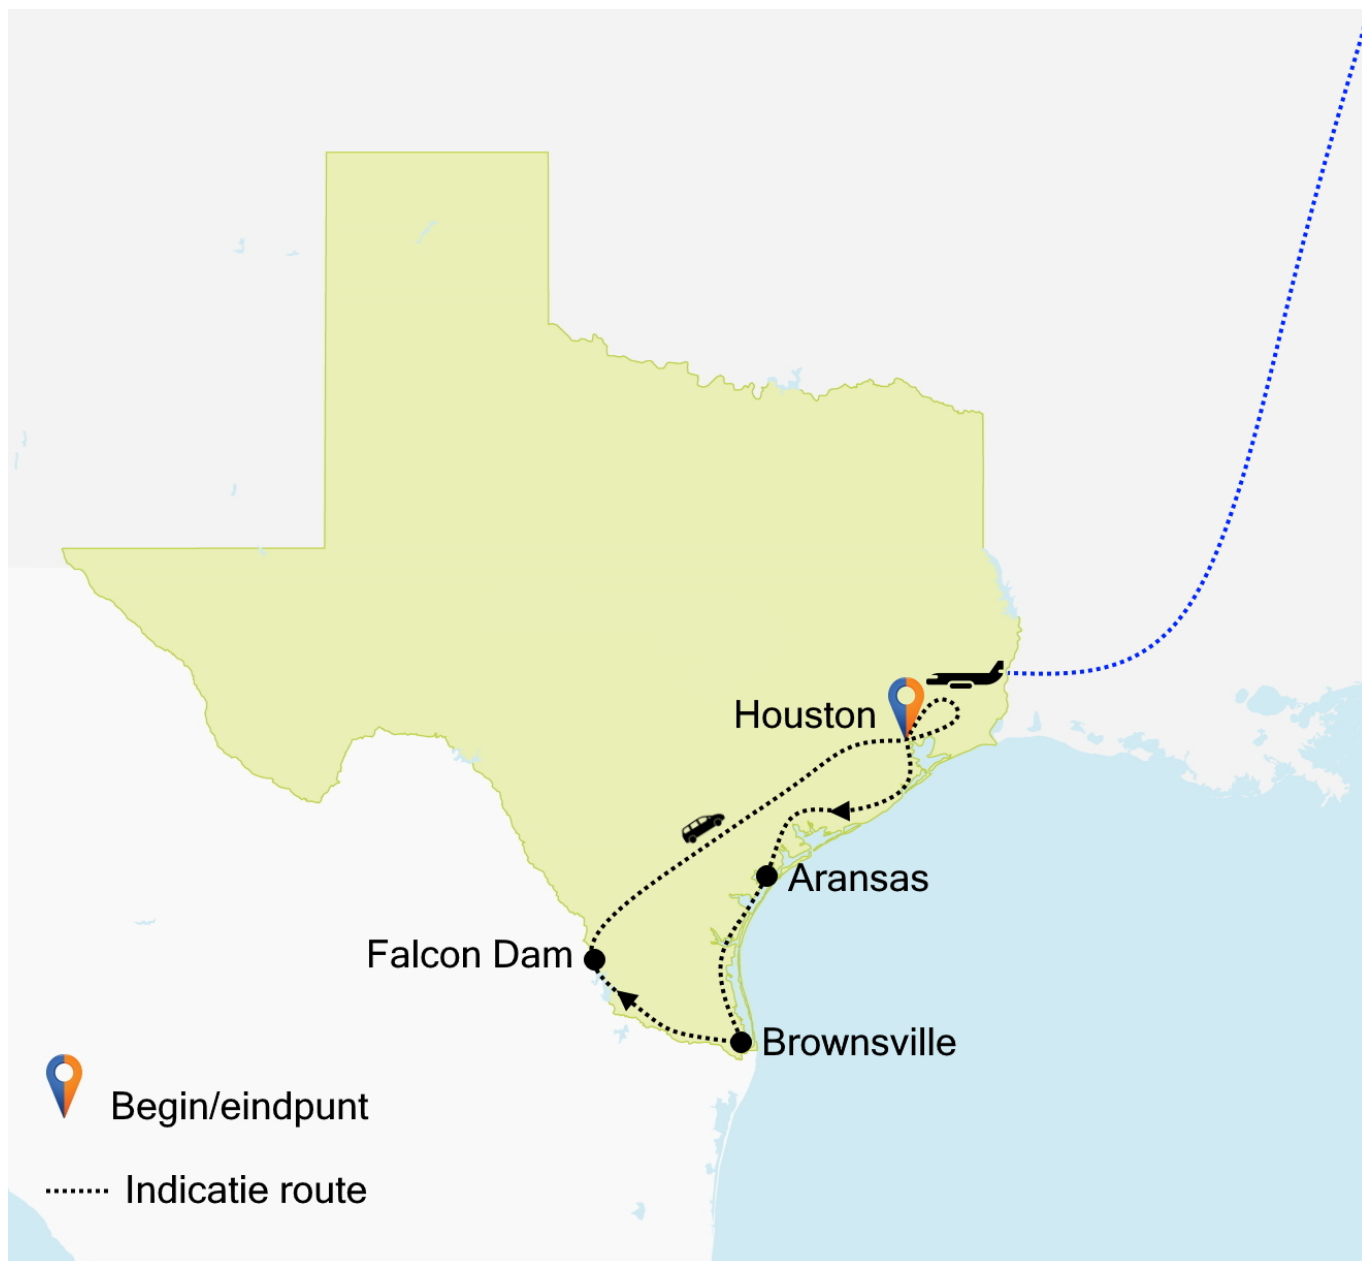 Houston
Aransas
Falcon Dam
Brownsville
Begin/eindpunt
Indicatie route